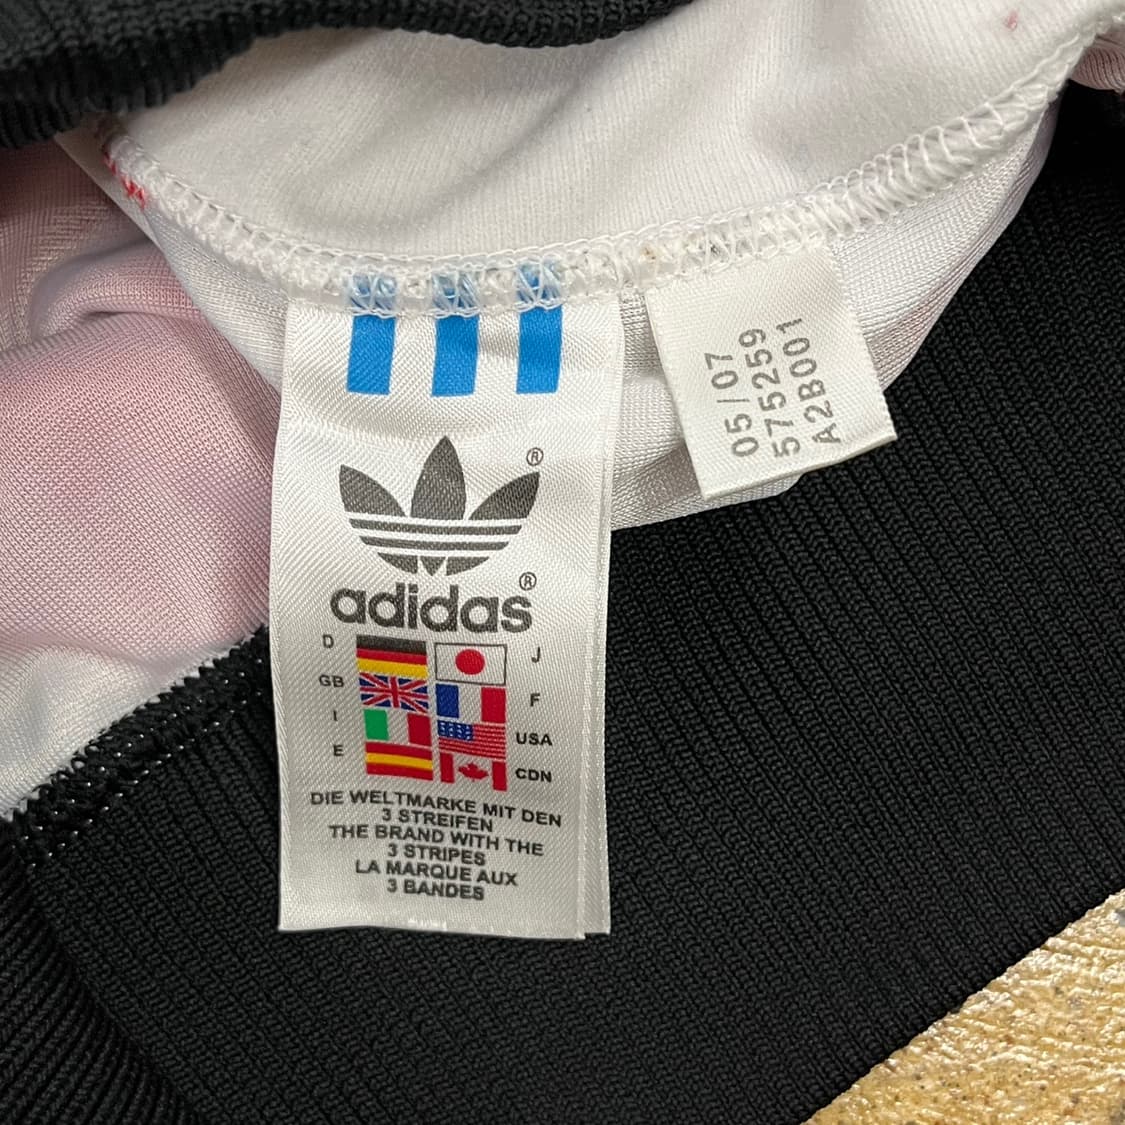 ®
adidas®
D J
GB F
I USA
E CDN
DIE WELTMARKE MIT DEN
3 STREIFEN
THE BRAND WITH THE
3 STRIPES
LA MARQUE AUX
3 BANDES
05/07
575259
A2B001